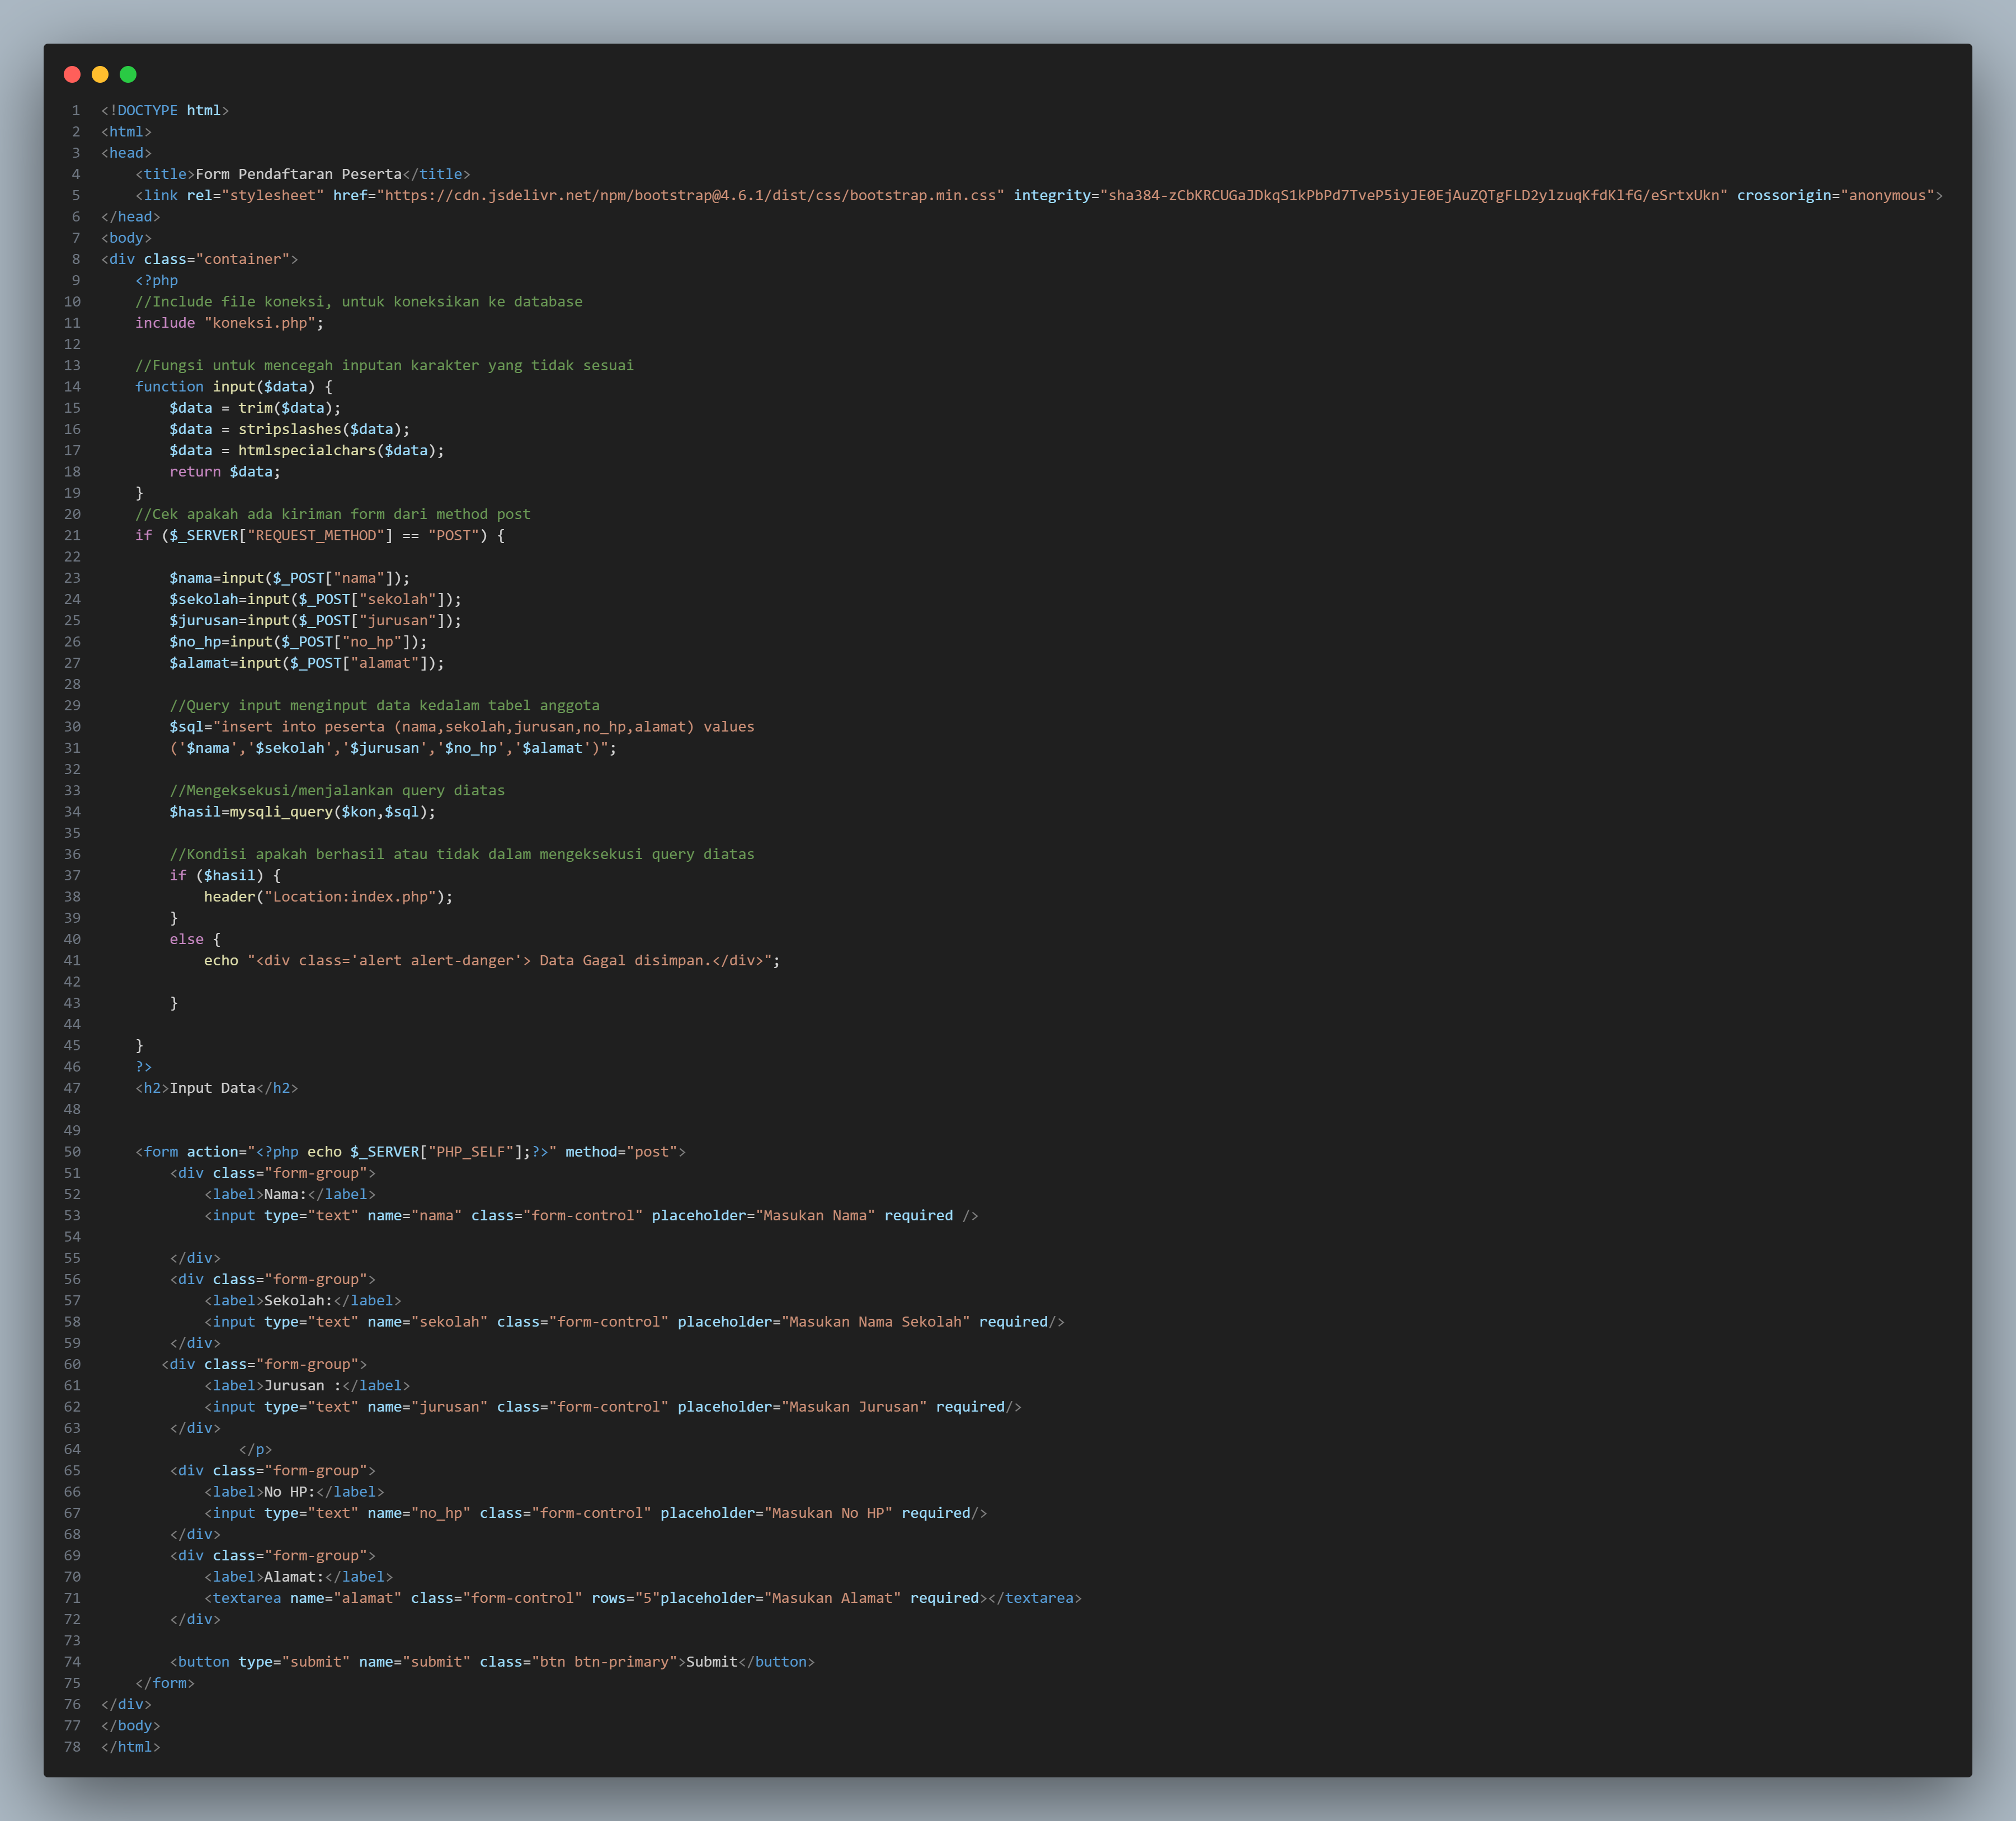 1 <!DOCTYPE html>
2 <html>
3 <head>
4     <title>Form Pendaftaran Peserta</title>
5     <link rel="stylesheet" href="https://cdn.jsdelivr.net/npm/bootstrap@4.6.1/dist/css/bootstrap.min.css" integrity="sha384-zCbKRCUGaJDkqS1kPbPd7TveP5iyJE0EjAuZQTgFLD2ylzuqKfdKlfG/eSrtxUkn" crossorigin="anonymous">
6 </head>
7 <body>
8 <div class="container">
9     <?php
10     //Include file koneksi, untuk koneksikan ke database
11     include "koneksi.php";
12
13     //Fungsi untuk mencegah inputan karakter yang tidak sesuai
14     function input($data) {
15         $data = trim($data);
16         $data = stripslashes($data);
17         $data = htmlspecialchars($data);
18         return $data;
19     }
20     //Cek apakah ada kiriman form dari method post
21     if ($_SERVER["REQUEST_METHOD"] == "POST") {
22
23         $nama=input($_POST["nama"]);
24         $sekolah=input($_POST["sekolah"]);
25         $jurusan=input($_POST["jurusan"]);
26         $no_hp=input($_POST["no_hp"]);
27         $alamat=input($_POST["alamat"]);
28
29         //Query input menginput data kedalam tabel anggota
30         $sql="insert into peserta (nama,sekolah,jurusan,no_hp,alamat) values
31         ('$nama','$sekolah','$jurusan','$no_hp','$alamat')";
32
33         //Mengeksekusi/menjalankan query diatas
34         $hasil=mysqli_query($kon,$sql);
35
36         //Kondisi apakah berhasil atau tidak dalam mengeksekusi query diatas
37         if ($hasil) {
38             header("Location:index.php");
39         }
40         else {
41             echo "<div class='alert alert-danger'> Data Gagal disimpan.</div>";
42
43         }
44
45     }
46     ?>
47     <h2>Input Data</h2>
48
49
50     <form action="<?php echo $_SERVER["PHP_SELF"];?>" method="post">
51         <div class="form-group">
52             <label>Nama:</label>
53             <input type="text" name="nama" class="form-control" placeholder="Masukan Nama" required />
54
55         </div>
56         <div class="form-group">
57             <label>Sekolah:</label>
58             <input type="text" name="sekolah" class="form-control" placeholder="Masukan Nama Sekolah" required/>
59         </div>
60        <div class="form-group">
61             <label>Jurusan :</label>
62             <input type="text" name="jurusan" class="form-control" placeholder="Masukan Jurusan" required/>
63         </div>
64                 </p>
65         <div class="form-group">
66             <label>No HP:</label>
67             <input type="text" name="no_hp" class="form-control" placeholder="Masukan No HP" required/>
68         </div>
69         <div class="form-group">
70             <label>Alamat:</label>
71             <textarea name="alamat" class="form-control" rows="5"placeholder="Masukan Alamat" required></textarea>
72         </div>
73
74         <button type="submit" name="submit" class="btn btn-primary">Submit</button>
75     </form>
76 </div>
77 </body>
78 </html>